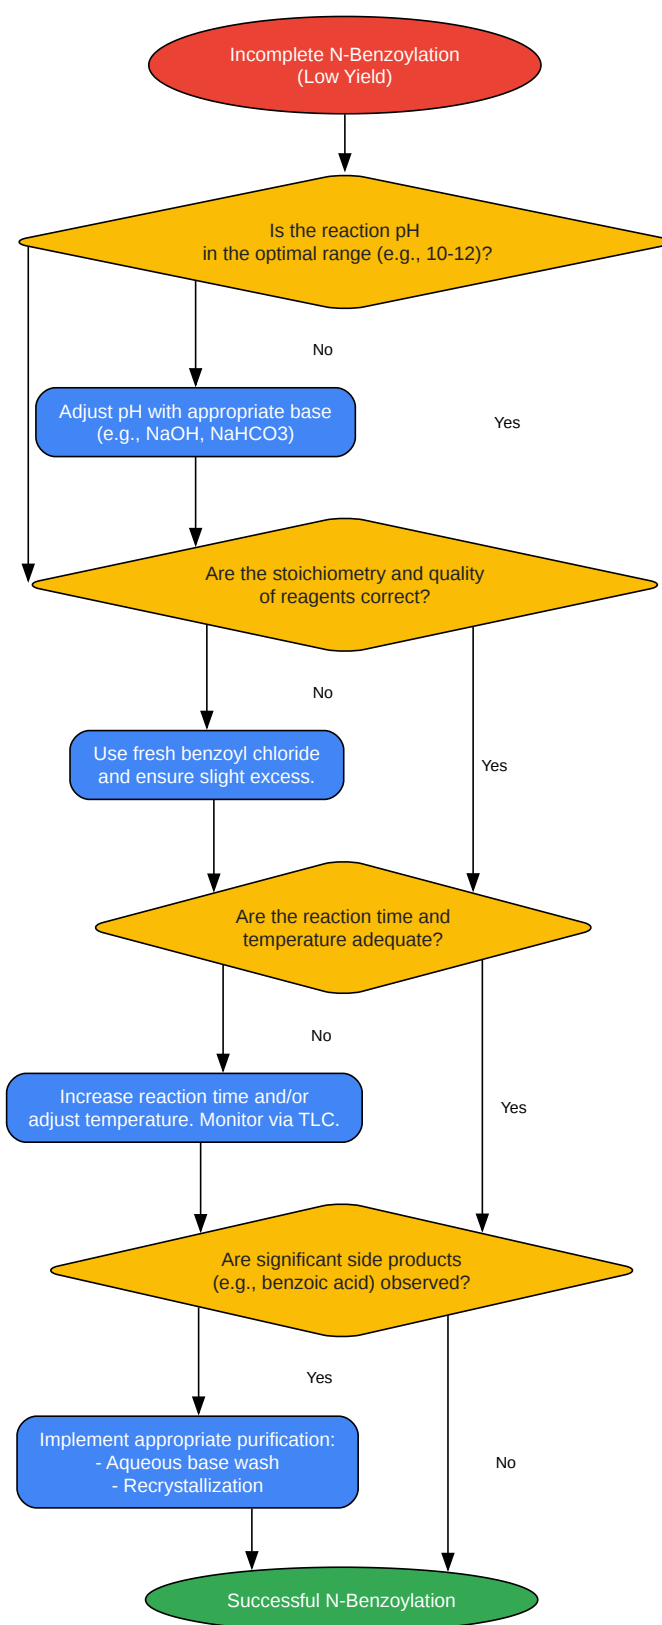 Incomplete N-Benzoylation
(Low Yield)
Is the reaction pH
in the optimal range (e.g., 10-12)?
No
Adjust pH with appropriate base
(e.g., NaOH, NaHCO3)
Yes
Are the stoichiometry and quality
of reagents correct?
No
Use fresh benzoyl chloride
and ensure slight excess.
Yes
Are the reaction time and
temperature adequate?
No
Increase reaction time and/or
adjust temperature. Monitor via TLC.
Yes
Are significant side products
(e.g., benzoic acid) observed?
Yes
Implement appropriate purification:
- Aqueous base wash
- Recrystallization
No
Successful N-Benzoylation